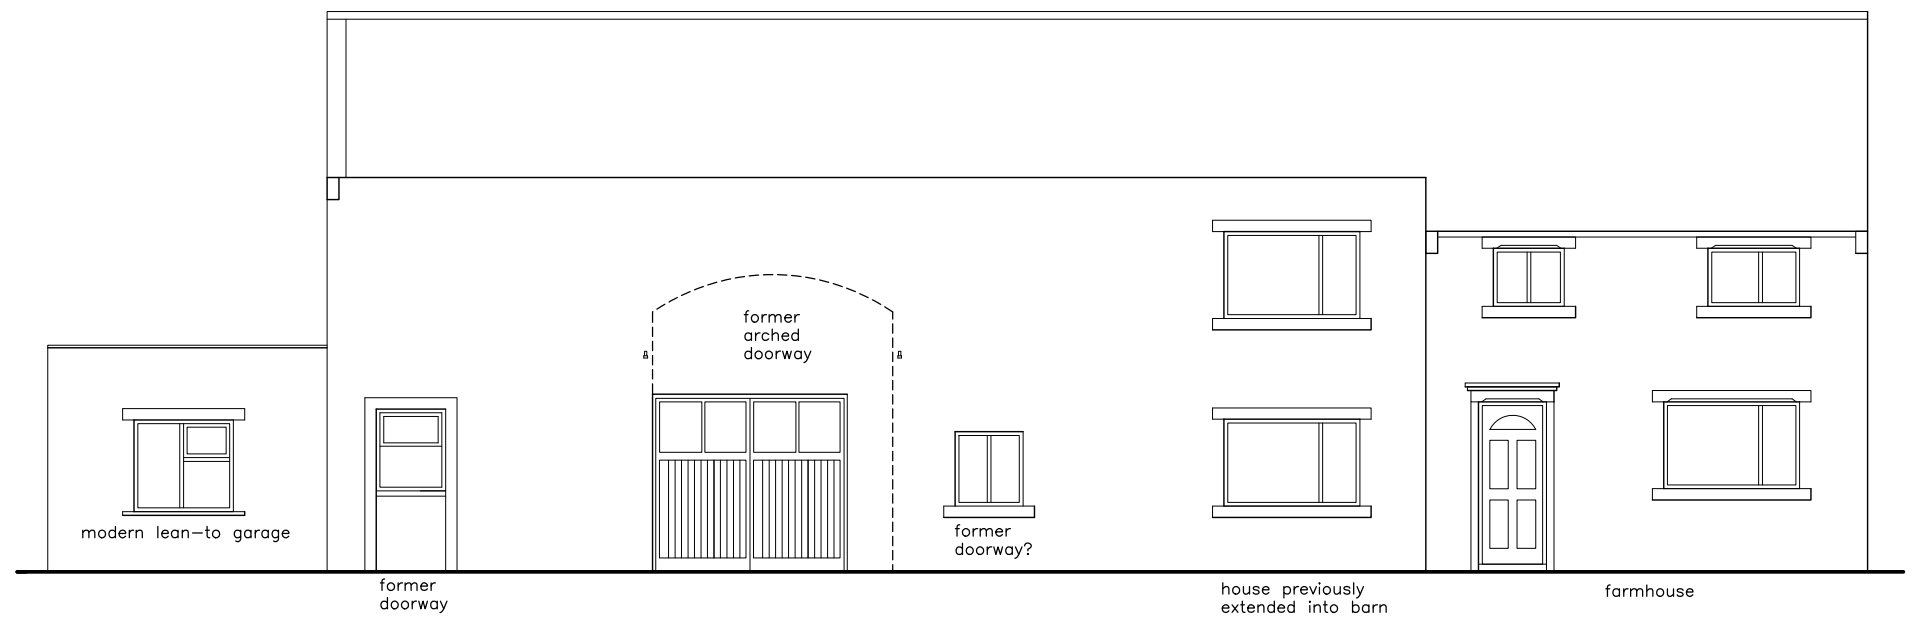 former
arched
doorway
modern lean-to garage
former
doorway?
former
doorway
house previously
extended into barn
farmhouse